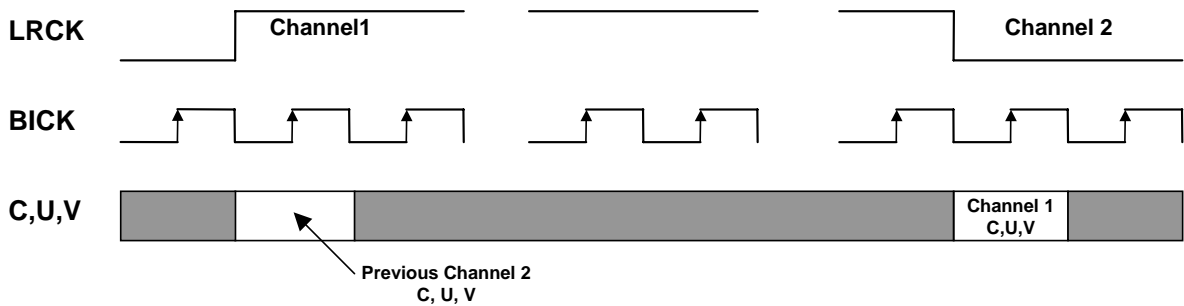 LRCK
Channel1
Channel 2
BICK
C,U,V
Channel 1
C,U,V
Previous Channel 2
C, U, V